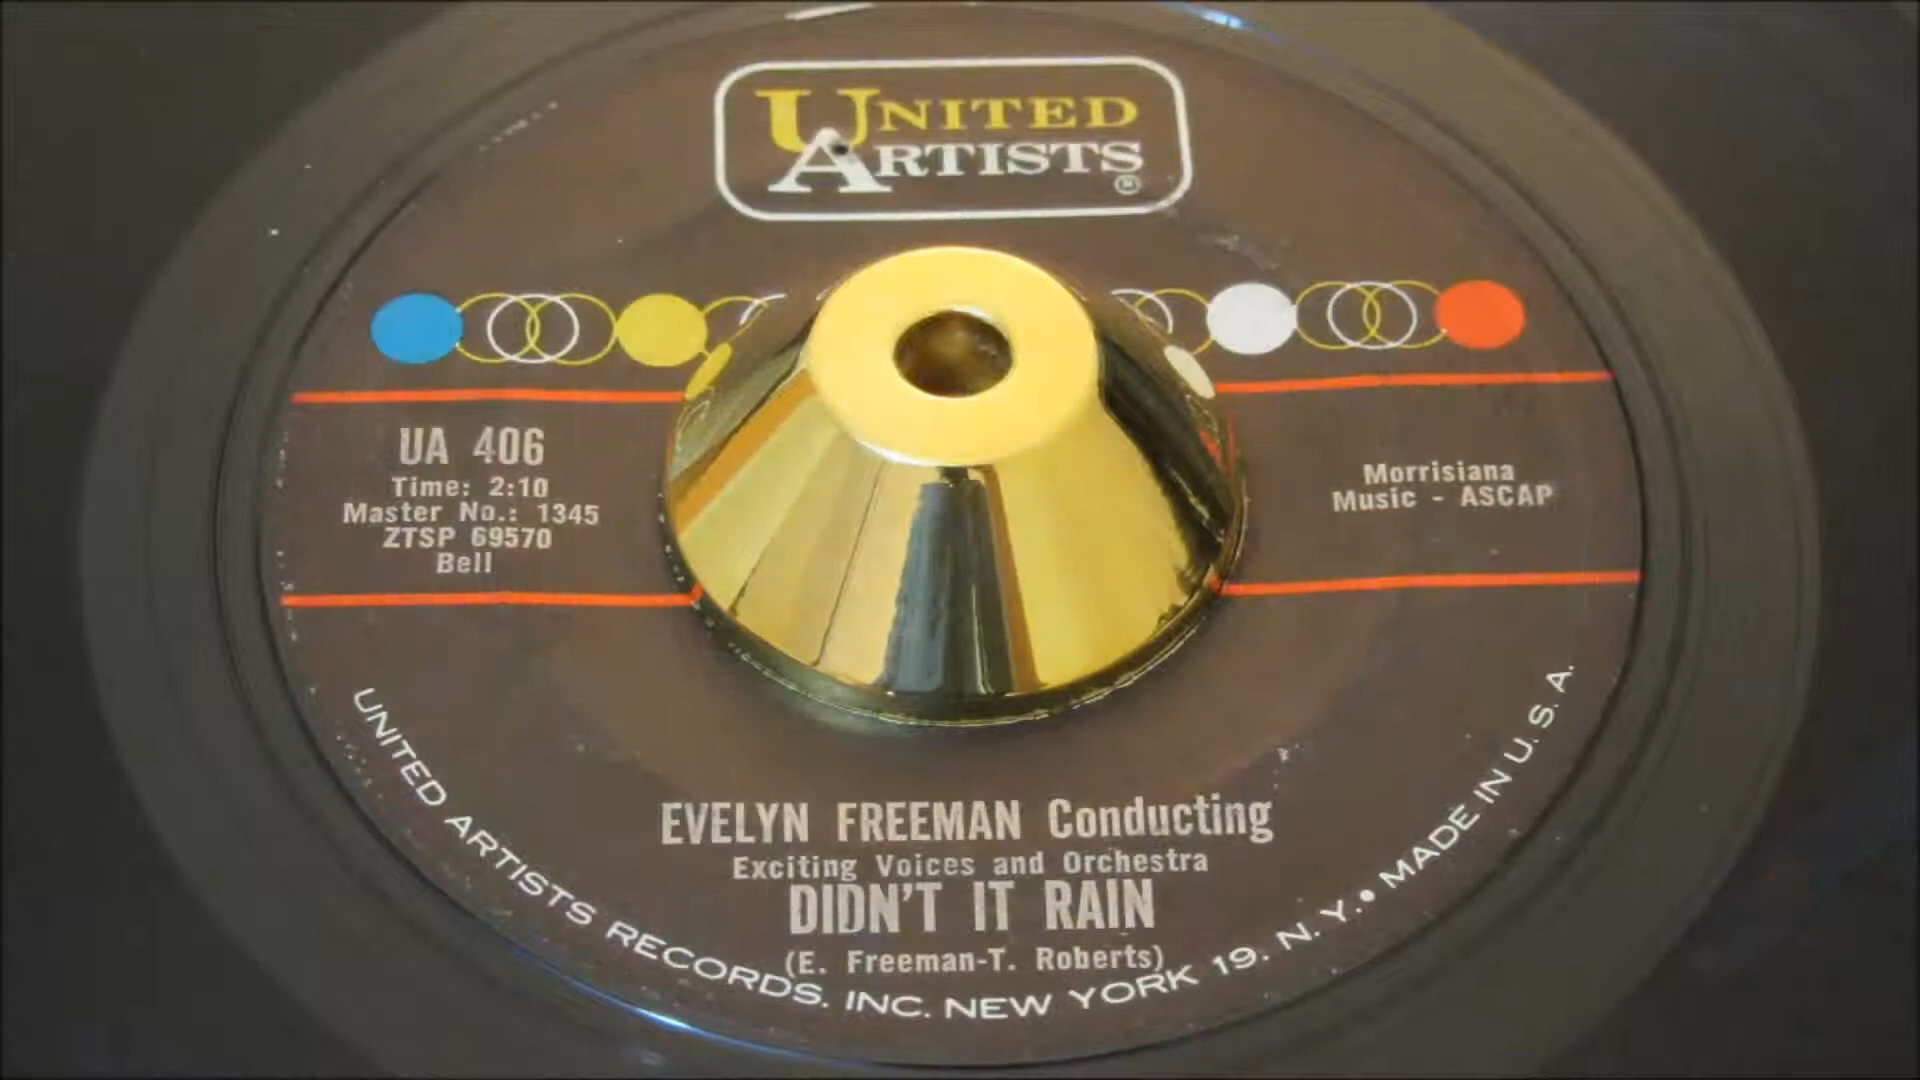 UNITED
ARTISTS
®
UA 406
Time: 2:10
Master No.: 1345
ZTSP 69570
Bell
Morrisiana
Music - ASCAP
EVELYN FREEMAN Conducting
Exciting Voices and Orchestra
DIDN'T IT RAIN
(E. Freeman-T. Roberts)
UNITED ARTISTS RECORDS. INC. NEW YORK 19. N. Y. • MADE IN U. S. A.